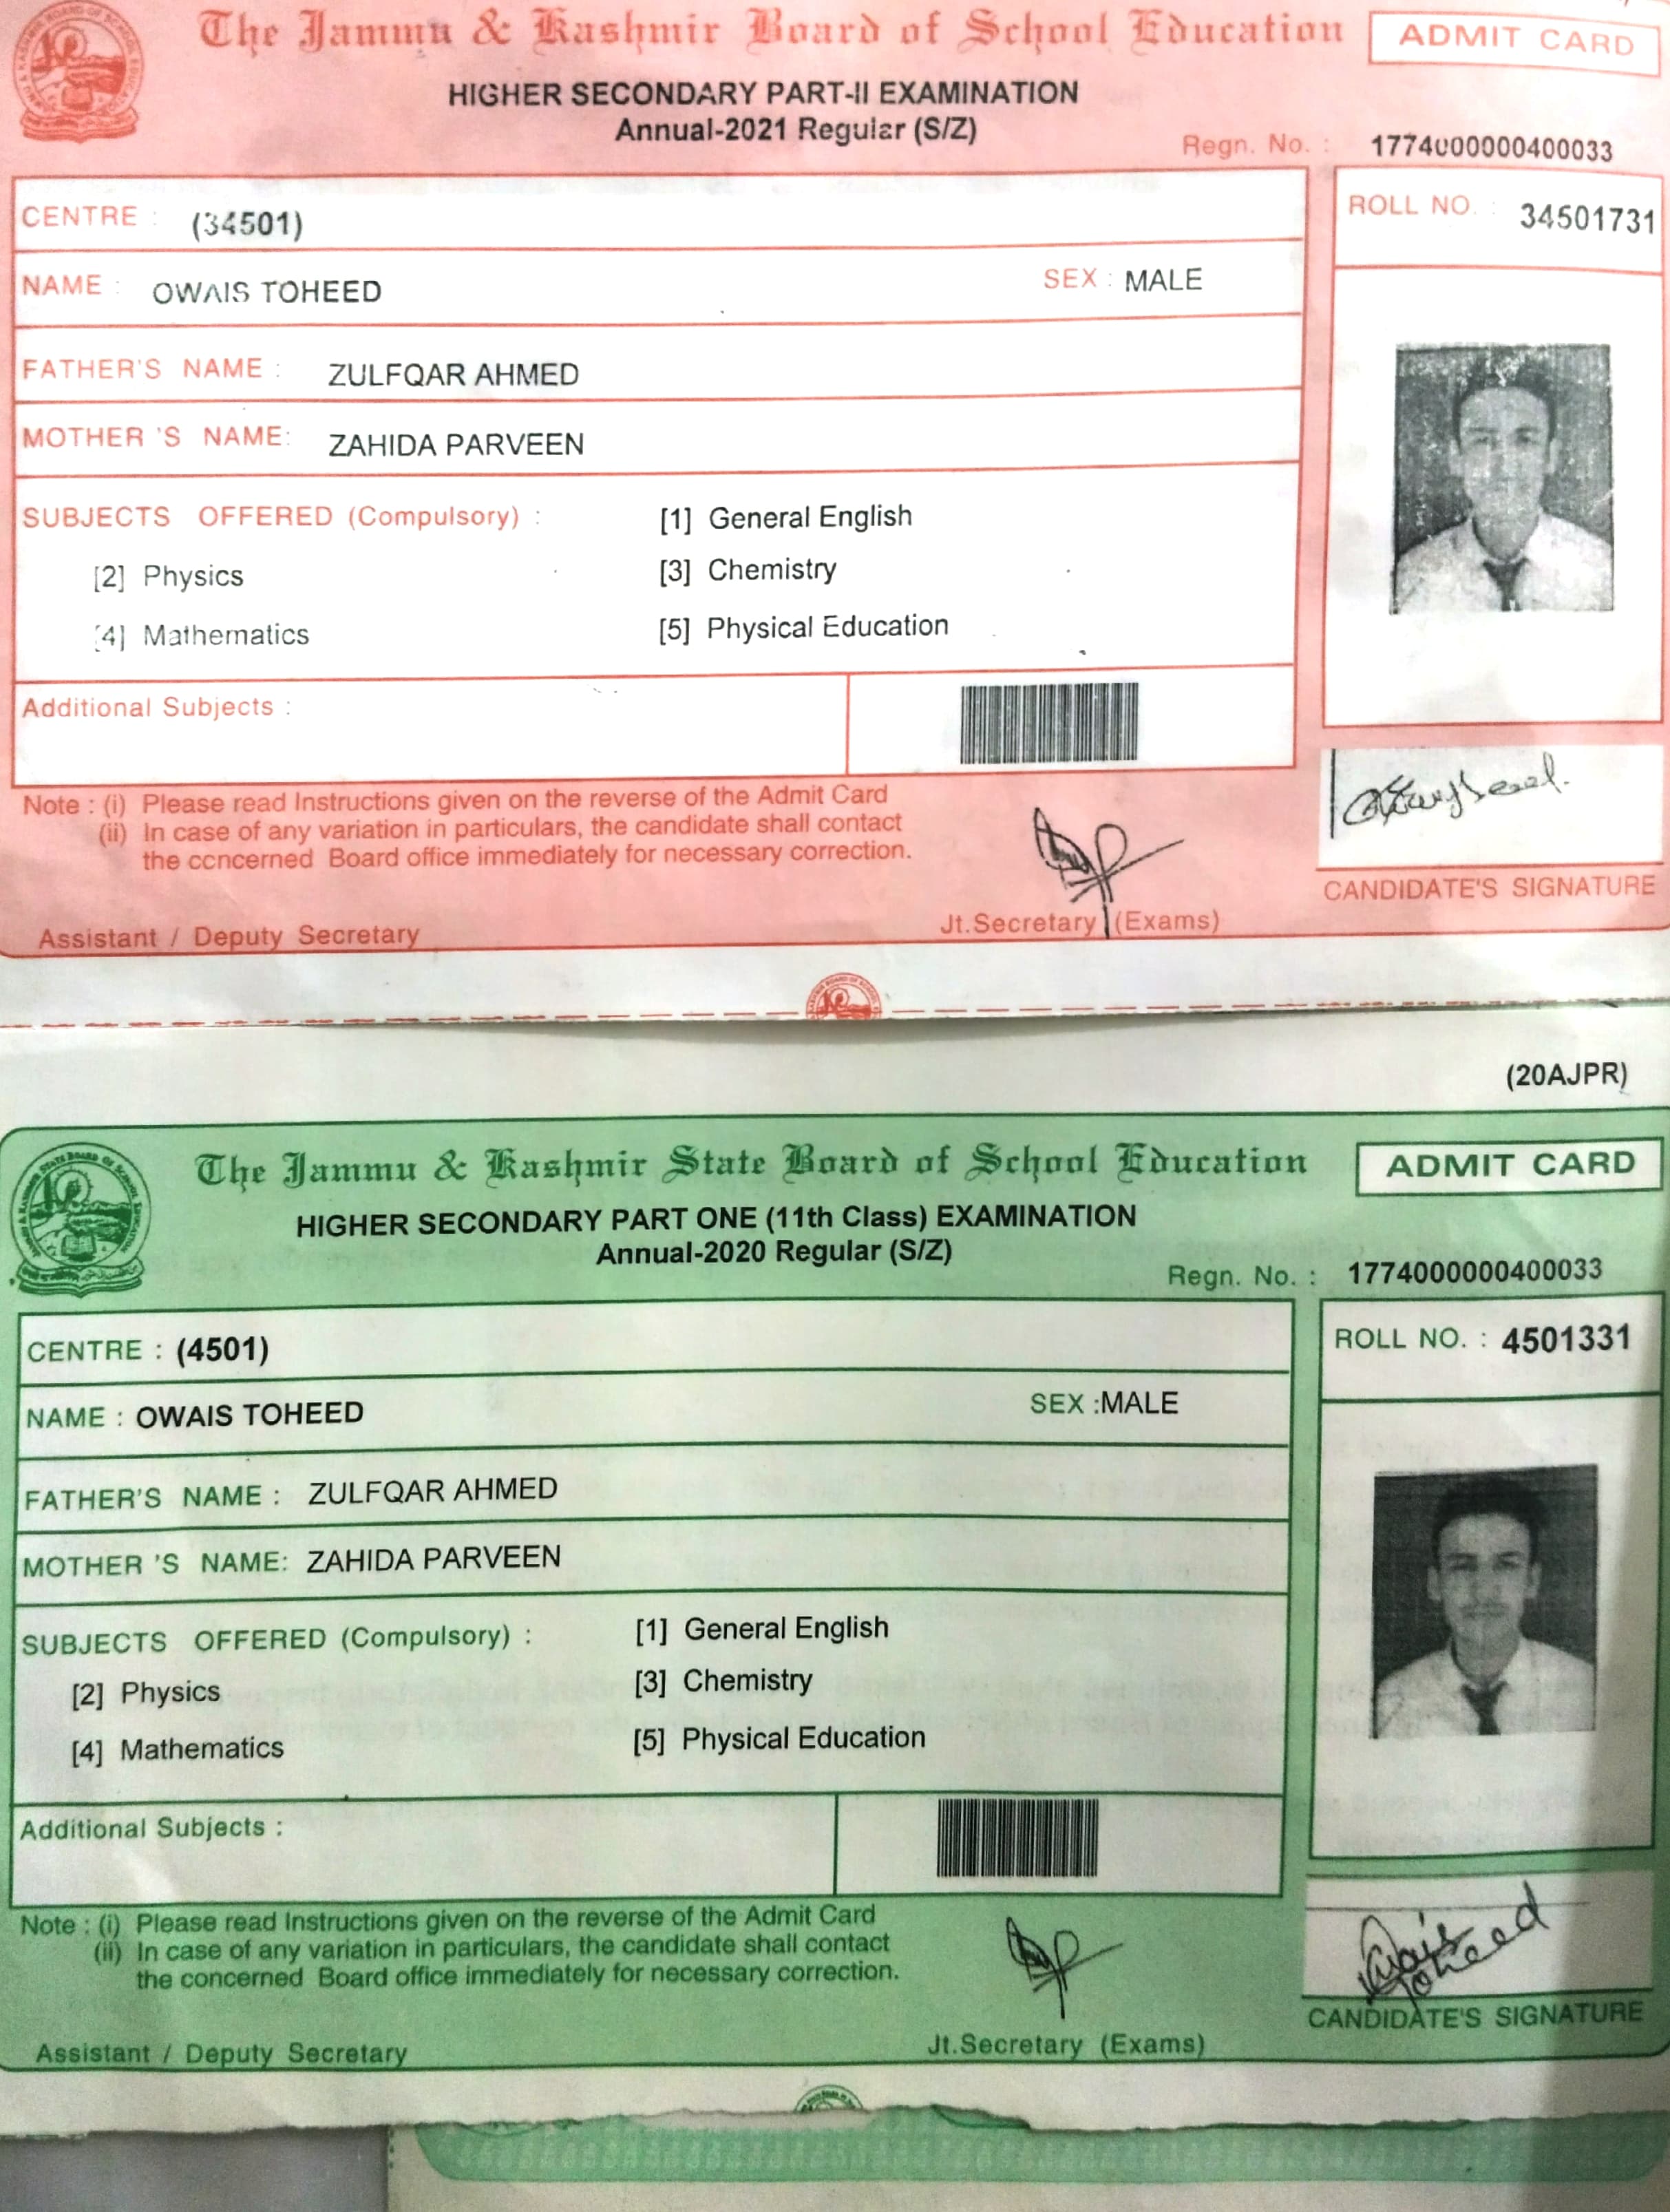 The Jammu & Kashmir Board of School Education
ADMIT CARD
HIGHER SECONDARY PART-II EXAMINATION
Annual-2021 Regular (S/Z)
Regn. No. : 1774000000400033
CENTRE : (34501)
ROLL NO. : 34501731
NAME : OWAIS TOHEED SEX : MALE
FATHER'S NAME : ZULFQAR AHMED
MOTHER 'S NAME: ZAHIDA PARVEEN
SUBJECTS OFFERED (Compulsory) : [1] General English
[2] Physics [3] Chemistry
[4] Mathematics [5] Physical Education
Additional Subjects :
Note : (i) Please read Instructions given on the reverse of the Admit Card
(ii) In case of any variation in particulars, the candidate shall contact
the concerned Board office immediately for necessary correction.
CANDIDATE'S SIGNATURE
Assistant / Deputy Secretary Jt.Secretary (Exams)
(20AJPR)
The Jammu & Kashmir State Board of School Education
ADMIT CARD
HIGHER SECONDARY PART ONE (11th Class) EXAMINATION
Annual-2020 Regular (S/Z)
Regn. No. : 1774000000400033
CENTRE : (4501)
ROLL NO. : 4501331
NAME : OWAIS TOHEED SEX :MALE
FATHER'S NAME : ZULFQAR AHMED
MOTHER 'S NAME: ZAHIDA PARVEEN
SUBJECTS OFFERED (Compulsory) : [1] General English
[2] Physics [3] Chemistry
[4] Mathematics [5] Physical Education
Additional Subjects :
Note : (i) Please read Instructions given on the reverse of the Admit Card
(ii) In case of any variation in particulars, the candidate shall contact
the concerned Board office immediately for necessary correction.
Owais
Toheed
CANDIDATE'S SIGNATURE
Assistant / Deputy Secretary Jt.Secretary (Exams)